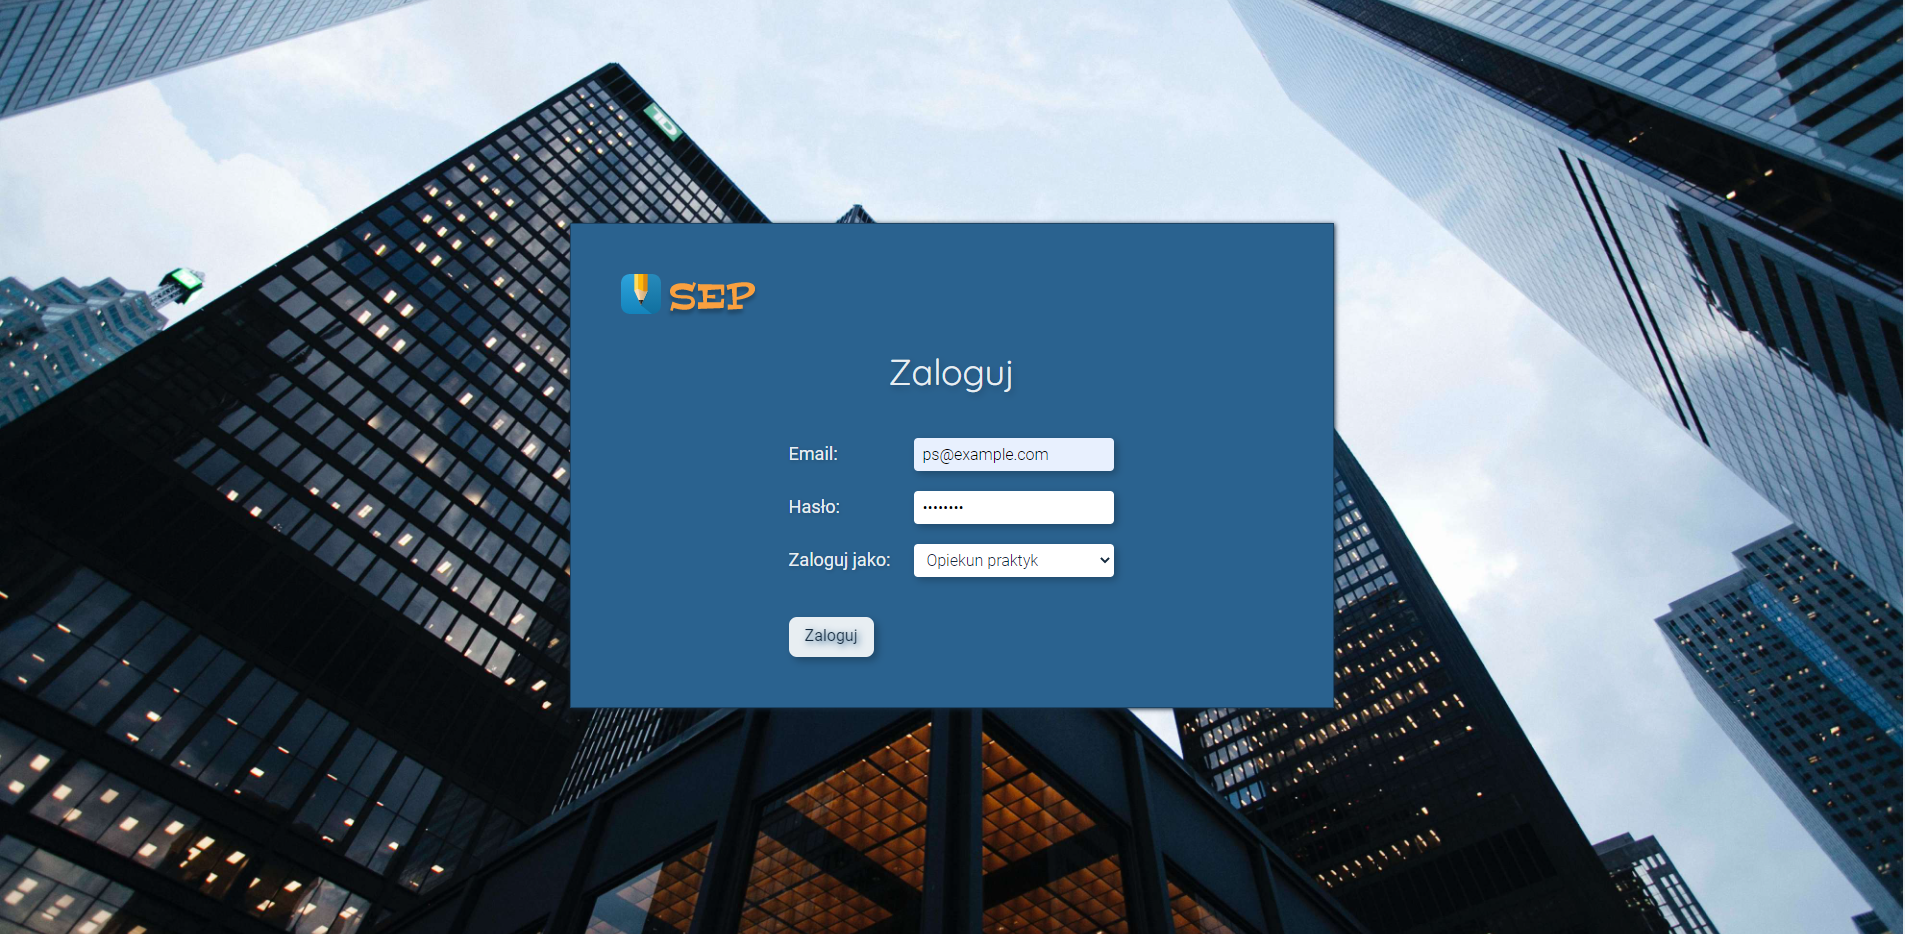 SEP
Zaloguj
Email: ps@example.com
Hasło: ••••••••
Zaloguj jako: Opiekun praktyk
Zaloguj